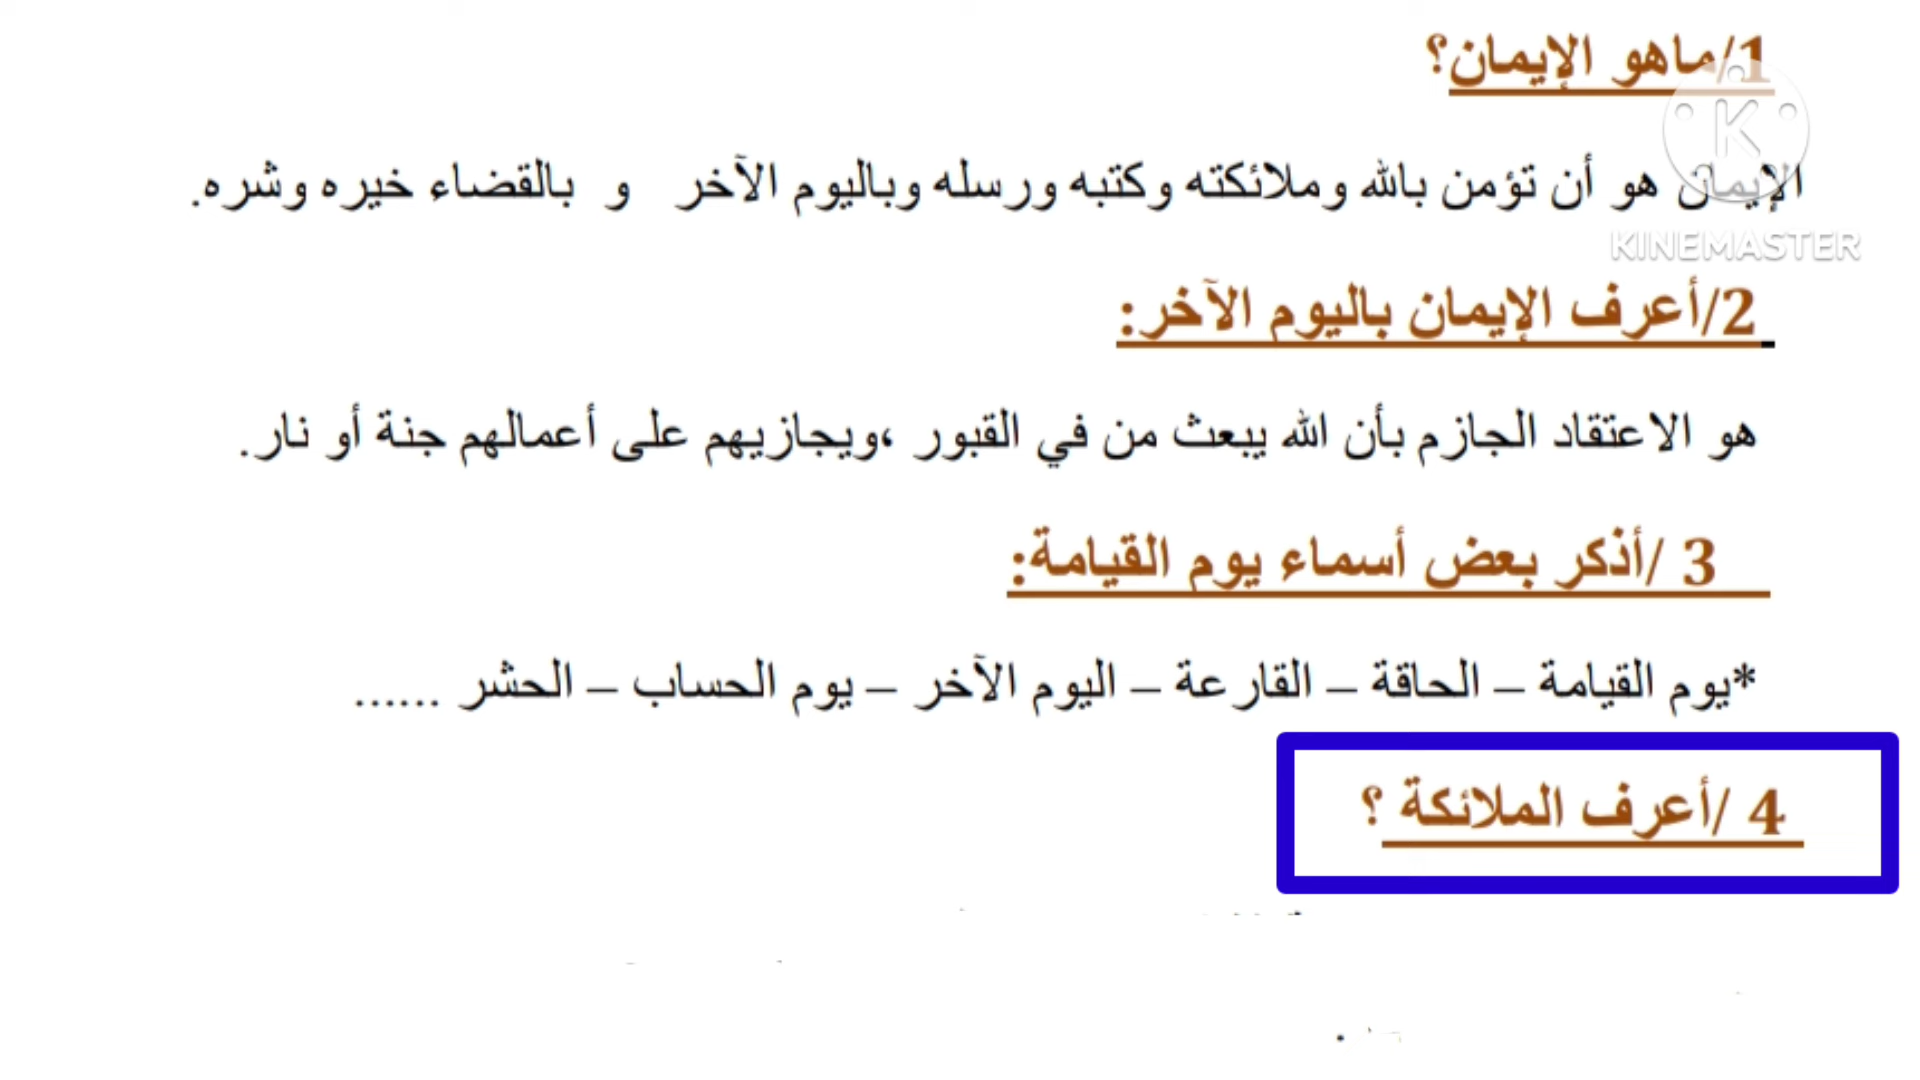 1/ماهو الإيمان؟
الإيمان هو أن تؤمن بالله وملائكته وكتبه ورسله وباليوم الآخر و بالقضاء خيره وشره.
KINEMASTER
2/أعرف الإيمان باليوم الآخر:
هو الاعتقاد الجازم بأن الله يبعث من في القبور ،ويجازيهم على أعمالهم جنة أو نار.
3 /أذكر بعض أسماء يوم القيامة:
*يوم القيامة – الحاقة – القارعة – اليوم الآخر – يوم الحساب – الحشر ......
4 /أعرف الملائكة ؟